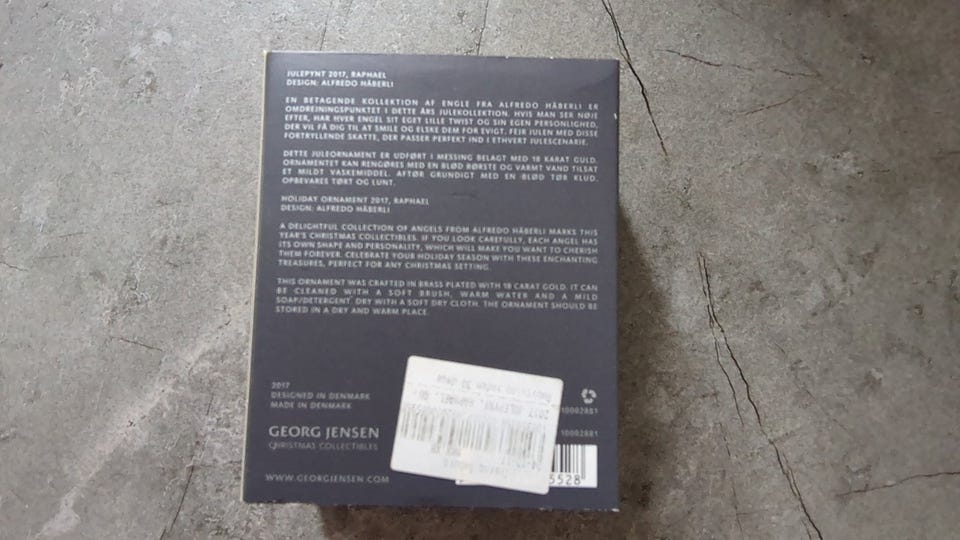 JULEPYNT 2017, RAPHAEL
DESIGN: ALFREDO HÄBERLI
EN BETAGENDE KOLLEKTION AF ENGLE FRA ALFREDO HÄBERLI ER
OMDREJNINGSPUNKTET I DETTE ÅRS JULEKOLLEKTION. HVIS MAN SER NØJE
EFTER, HAR HVER ENGEL SIT EGET LILLE TWIST OG SIN EGEN PERSONLIGHED,
DER VIL FÅ DIG TIL AT SMILE OG ELSKE DEM FOR EVIGT. FEJR JULEN MED DISSE
FORTRYLLENDE SKATTE, DER PASSER PERFEKT IND I ETHVERT JULESCENARIE.
DETTE JULEORNAMENT ER UDFØRT I MESSING BELAGT MED 18 KARAT GULD.
ORNAMENTET KAN RENGØRES MED EN BLØD BØRSTE OG VARMT VAND TILSAT
ET MILDT VASKEMIDDEL. AFTØR GRUNDIGT MED EN BLØD TØR KLUD.
OPBEVARES TØRT OG LUNT.
HOLIDAY ORNAMENT 2017, RAPHAEL
DESIGN: ALFREDO HÄBERLI
A DELIGHTFUL COLLECTION OF ANGELS FROM ALFREDO HÄBERLI MARKS THIS
YEAR'S CHRISTMAS COLLECTIBLES. IF YOU LOOK CAREFULLY, EACH ANGEL HAS
ITS OWN SHAPE AND PERSONALITY, WHICH WILL MAKE YOU WANT TO CHERISH
THEM FOREVER. CELEBRATE YOUR HOLIDAY SEASON WITH THESE ENCHANTING
TREASURES, PERFECT FOR ANY CHRISTMAS SETTING.
THIS ORNAMENT WAS CRAFTED IN BRASS PLATED WITH 18 CARAT GOLD. IT CAN
BE CLEANED WITH A SOFT BRUSH, WARM WATER AND A MILD
SOAP/DETERGENT. DRY WITH A SOFT DRY CLOTH. THE ORNAMENT SHOULD BE
STORED IN A DRY AND WARM PLACE.
2017
DESIGNED IN DENMARK
MADE IN DENMARK
GEORG JENSEN
CHRISTMAS COLLECTIBLES
WWW.GEORGJENSEN.COM
2017 JULEPYNT, RAPHAEL,
10002881
10002881
5528